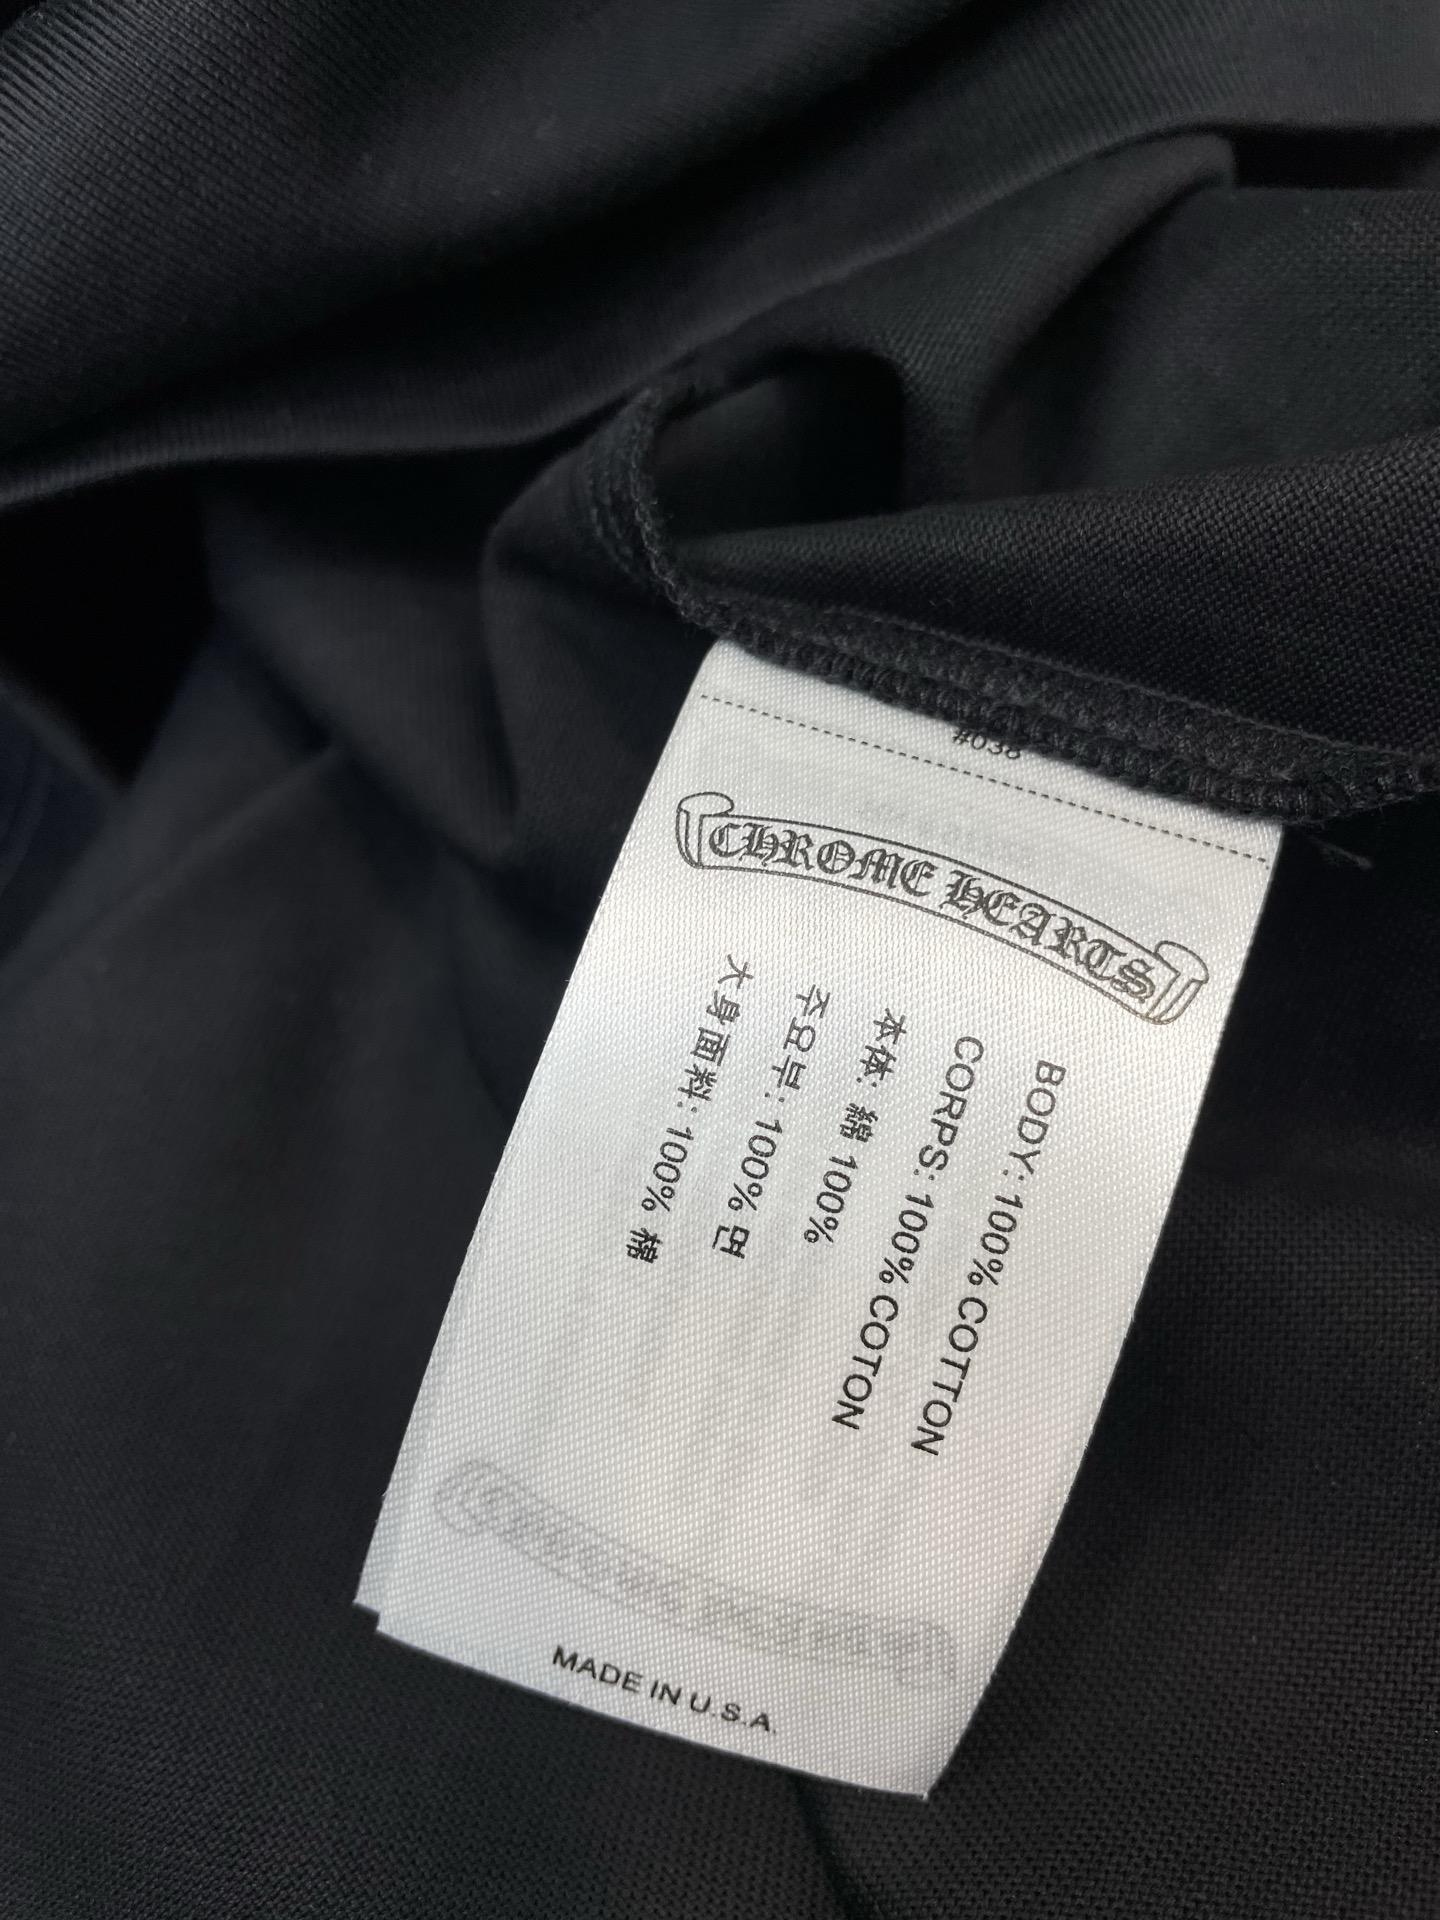 #038
CHROME HEARTS
BODY: 100% COTTON
CORPS: 100% COTON
本体: 綿 100%
주요부: 100% 면
大身面料: 100% 棉
MADE IN U.S.A.